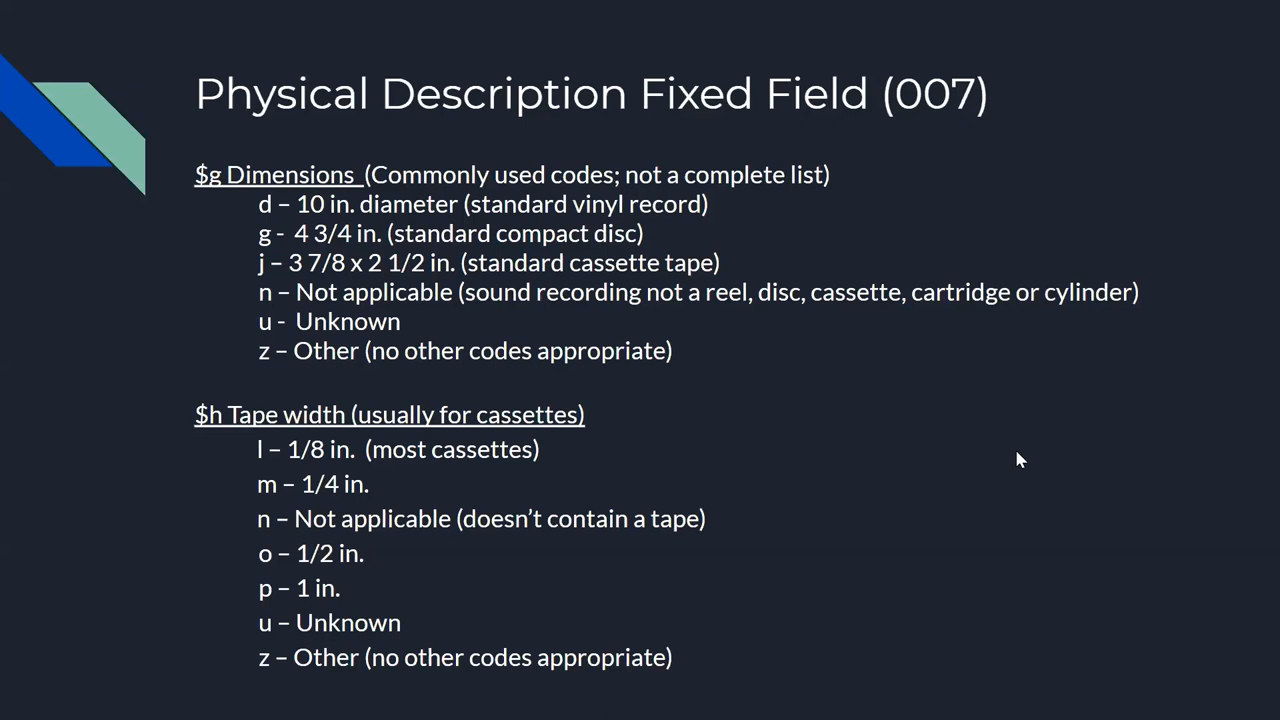 Physical Description Fixed Field (007)
$g Dimensions (Commonly used codes; not a complete list)
d – 10 in. diameter (standard vinyl record)
g - 4 3/4 in. (standard compact disc)
j – 3 7/8 x 2 1/2 in. (standard cassette tape)
n – Not applicable (sound recording not a reel, disc, cassette, cartridge or cylinder)
u - Unknown
z – Other (no other codes appropriate)
$h Tape width (usually for cassettes)
l – 1/8 in. (most cassettes)
m – 1/4 in.
n – Not applicable (doesn’t contain a tape)
o – 1/2 in.
p – 1 in.
u – Unknown
z – Other (no other codes appropriate)